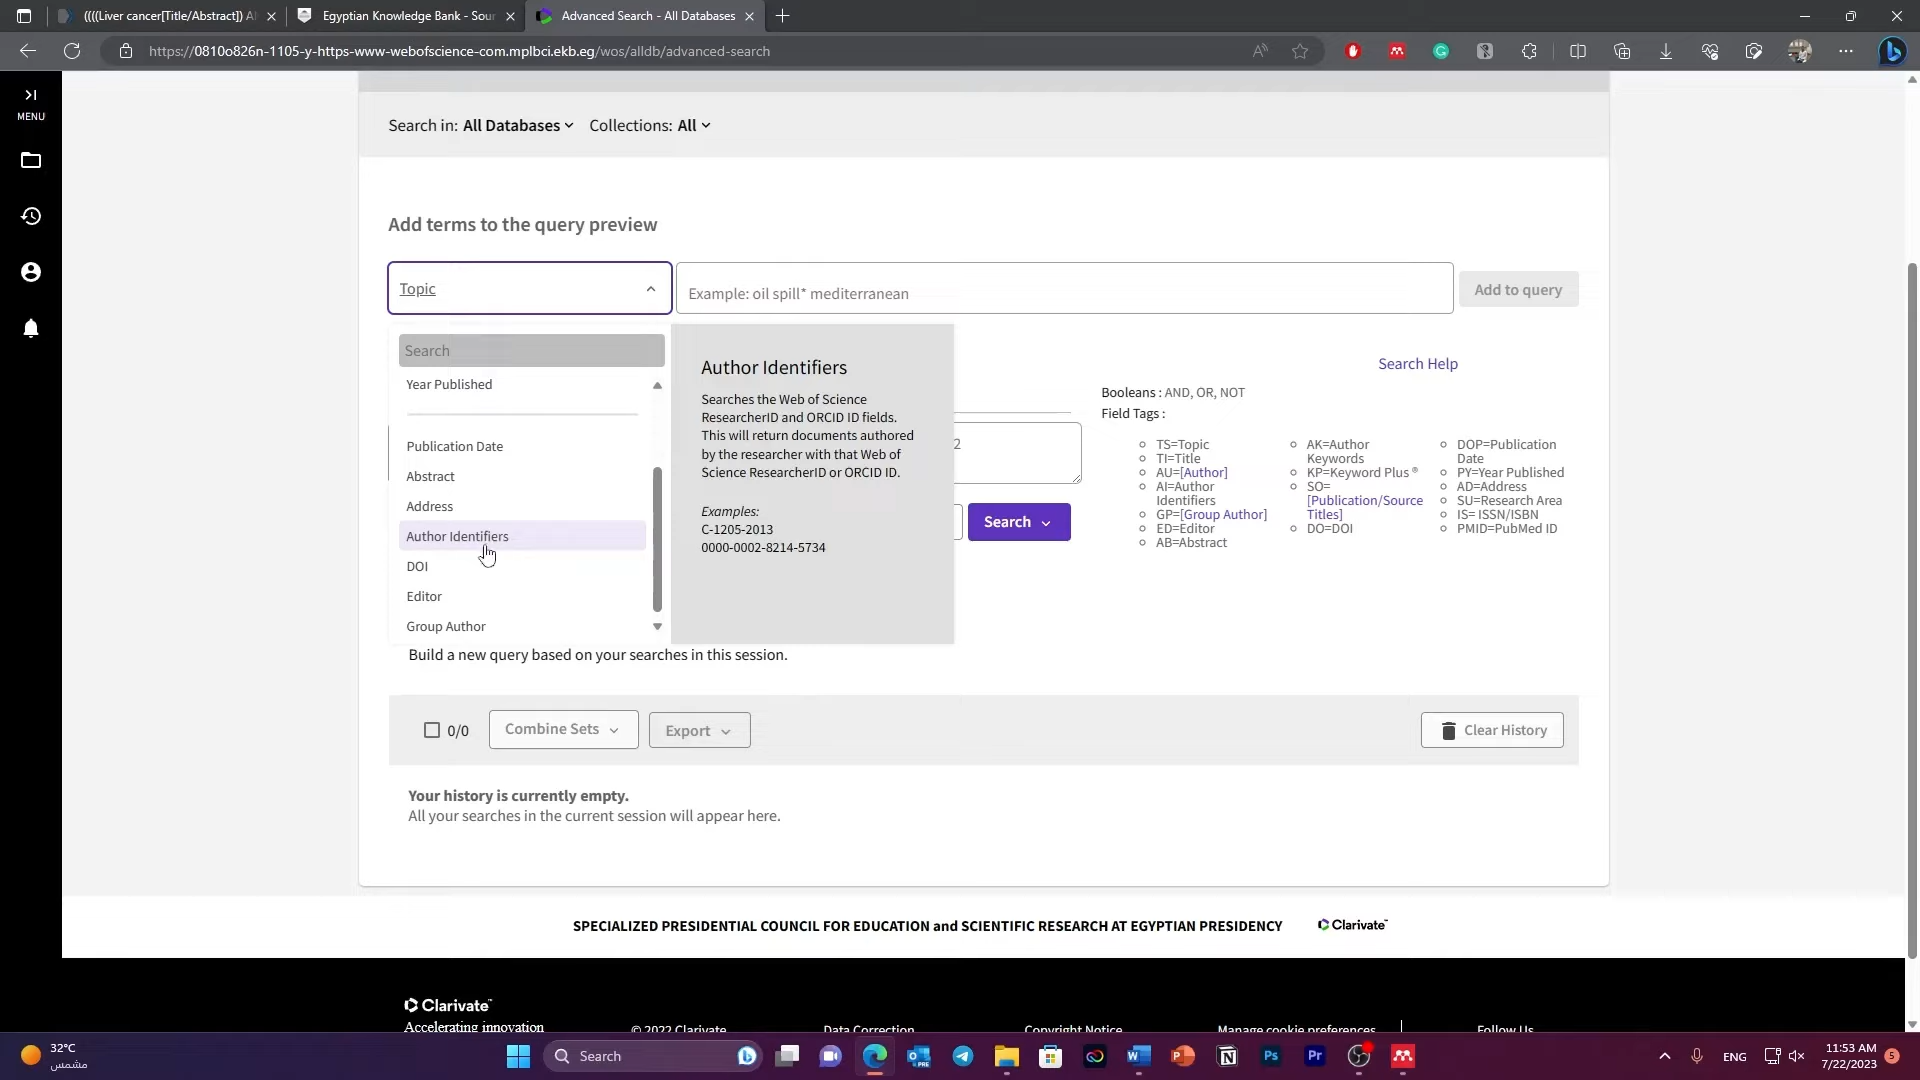 ((((Liver cancer[Title/Abstract]) A
Egyptian Knowledge Bank - Sour
Advanced Search - All Databases
https://0810o826n-1105-y-https-www-webofscience-com.mplbci.ekb.eg/wos/alldb/advanced-search
MENU
Search in: All Databases Collections: All
Add terms to the query preview
Topic
Example: oil spill* mediterranean
Add to query
Search
Year Published
Publication Date
Abstract
Address
Author Identifiers
DOI
Editor
Group Author
Author Identifiers
Searches the Web of Science
ResearcherID and ORCID ID fields.
This will return documents authored
by the researcher with that Web of
Science ResearcherID or ORCID ID.
Examples:
C-1205-2013
0000-0002-8214-5734
2
Search
Search Help
Booleans : AND, OR, NOT
Field Tags :
TS=Topic
TI=Title
AU=[Author]
AI=Author
Identifiers
GP=[Group Author]
ED=Editor
AB=Abstract
AK=Author
Keywords
KP=Keyword Plus ®
SO=
[Publication/Source
Titles]
DO=DOI
DOP=Publication
Date
PY=Year Published
AD=Address
SU=Research Area
IS= ISSN/ISBN
PMID=PubMed ID
Build a new query based on your searches in this session.
0/0
Combine Sets
Export
Clear History
Your history is currently empty.
All your searches in the current session will appear here.
SPECIALIZED PRESIDENTIAL COUNCIL FOR EDUCATION and SCIENTIFIC RESEARCH AT EGYPTIAN PRESIDENCY
Clarivate™
Clarivate™
Accelerating innovation
© 2022 Clarivate
Data Correction
Copyright Notice
Manage cookie preferences
Follow Us
32°C
مشمس
Search
ENG
11:53 AM
7/22/2023
5